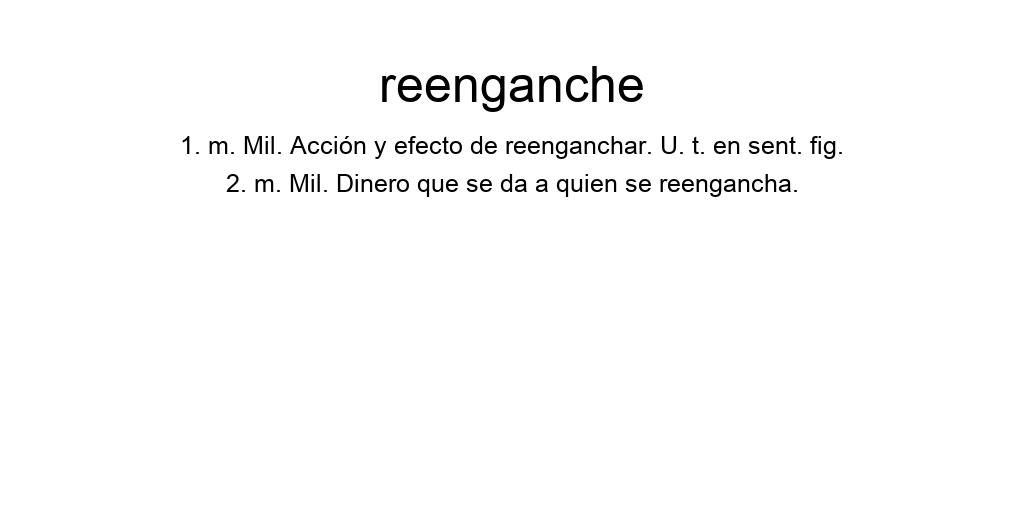 reenganche
1. m. Mil. Acción y efecto de reenganchar. U. t. en sent. fig.
2. m. Mil. Dinero que se da a quien se reengancha.